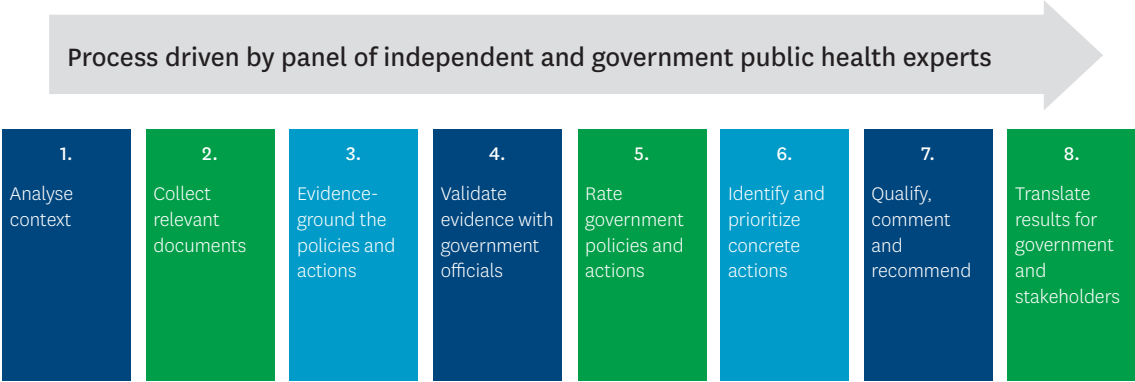 Process driven by panel of independent and government public health experts
1.
Analyse
context
2.
Collect
relevant
documents
3.
Evidence-
ground the
policies and
actions
4.
Validate
evidence with
government
officials
5.
Rate
government
policies and
actions
6.
Identify and
prioritize
concrete
actions
7.
Qualify,
comment
and
recommend
8.
Translate
results for
government
and
stakeholders